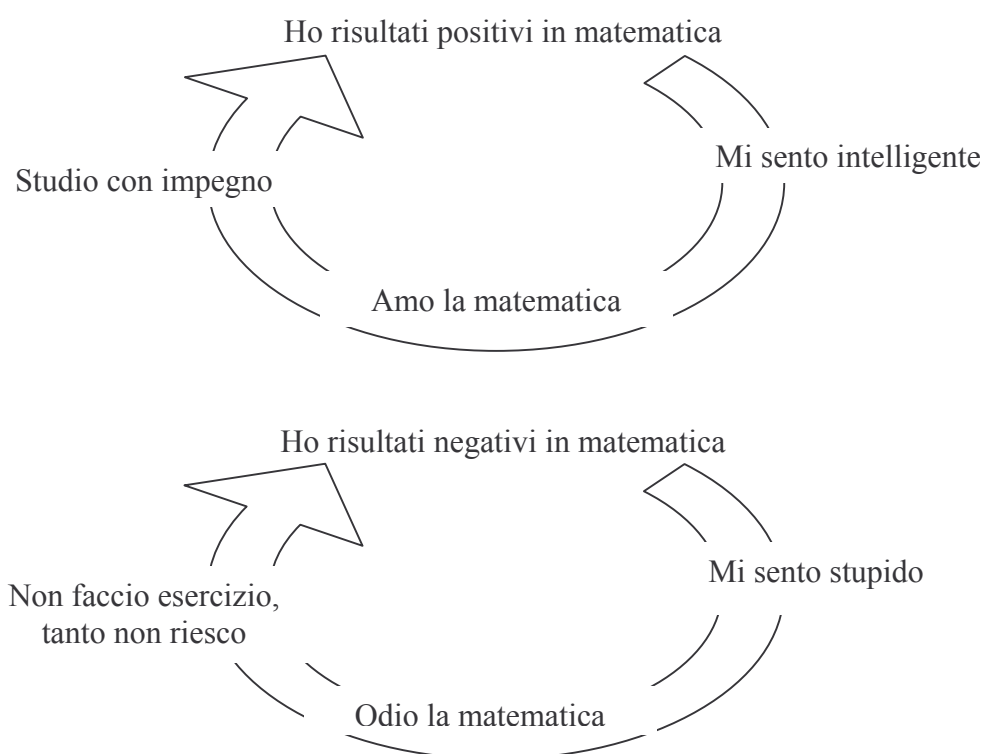 Ho risultati positivi in matematica
Mi sento intelligente
Studio con impegno
Amo la matematica
Ho risultati negativi in matematica
Mi sento stupido
Non faccio esercizio,
tanto non riesco
Odio la matematica